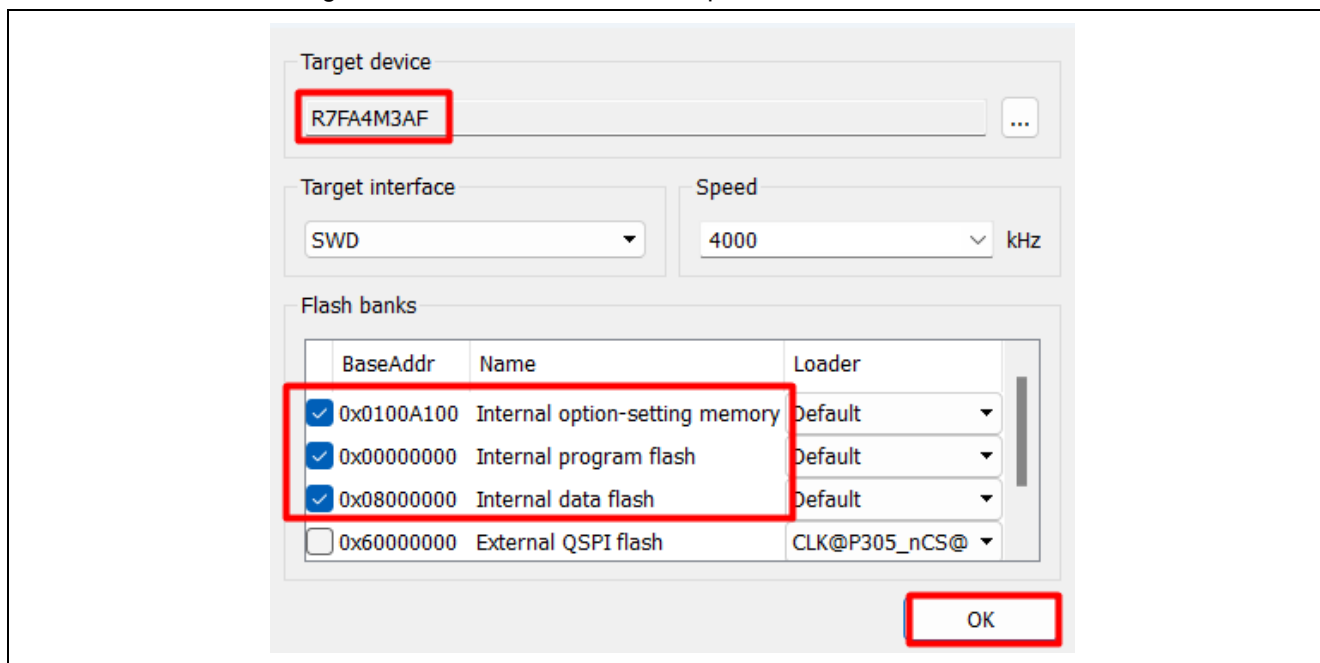 Target device
R7FA4M3AF ...
Target interface Speed
SWD 4000 kHz
Flash banks
BaseAddr Name Loader
0x0100A100 Internal option-setting memory Default
0x00000000 Internal program flash Default
0x08000000 Internal data flash Default
0x60000000 External QSPI flash CLK@P305_nCS@
OK